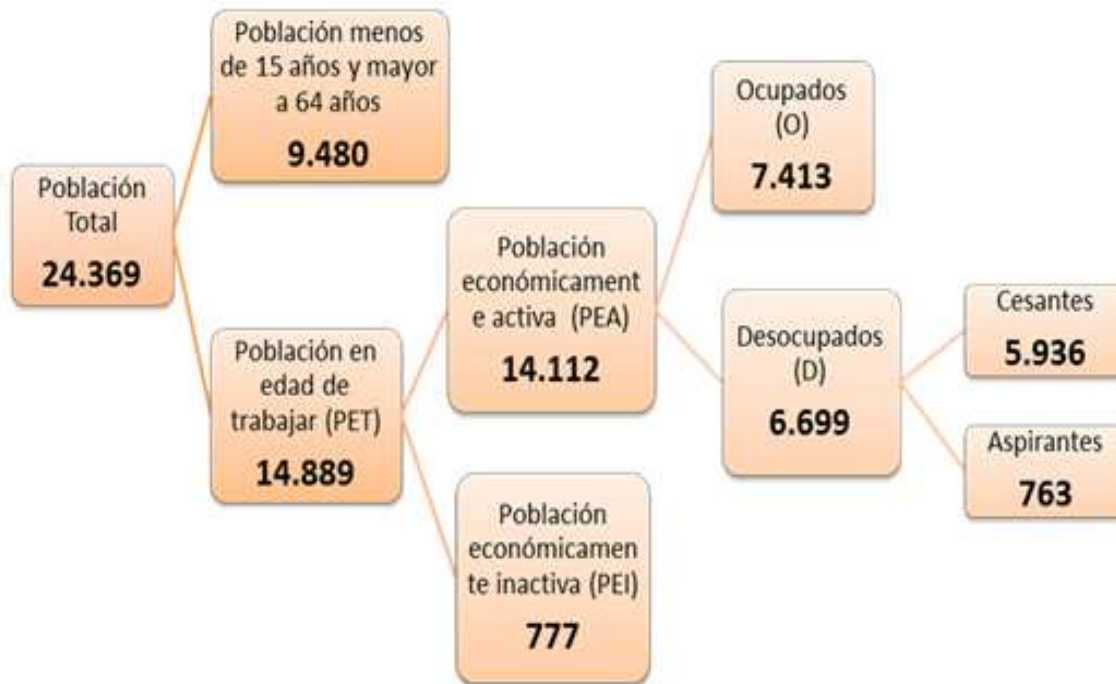 Población
Total
24.369
Población menos
de 15 años y mayor
a 64 años
9.480
Población en
edad de
trabajar (PET)
14.889
Población
económicament
e activa (PEA)
14.112
Población
económicamen
te inactiva (PEI)
777
Ocupados
(O)
7.413
Desocupados
(D)
6.699
Cesantes
5.936
Aspirantes
763